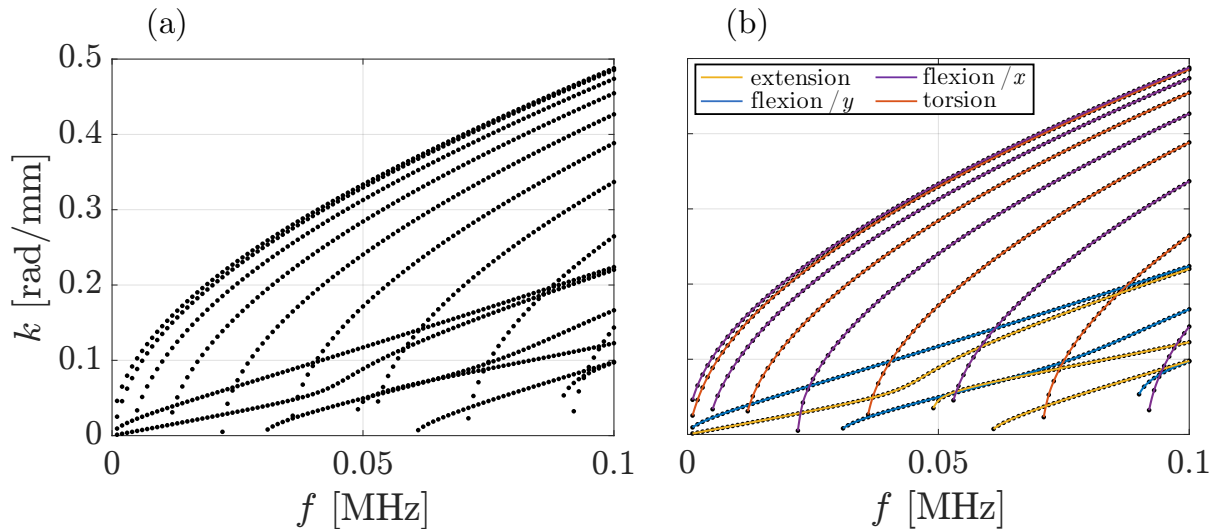 (a)
(b)
0.5
0.4
0.3
0.2
0.1
0
k [rad/mm]
0
0.05
0.1
f [MHz]
extension
flexion /y
flexion /x
torsion
0
0.05
0.1
f [MHz]